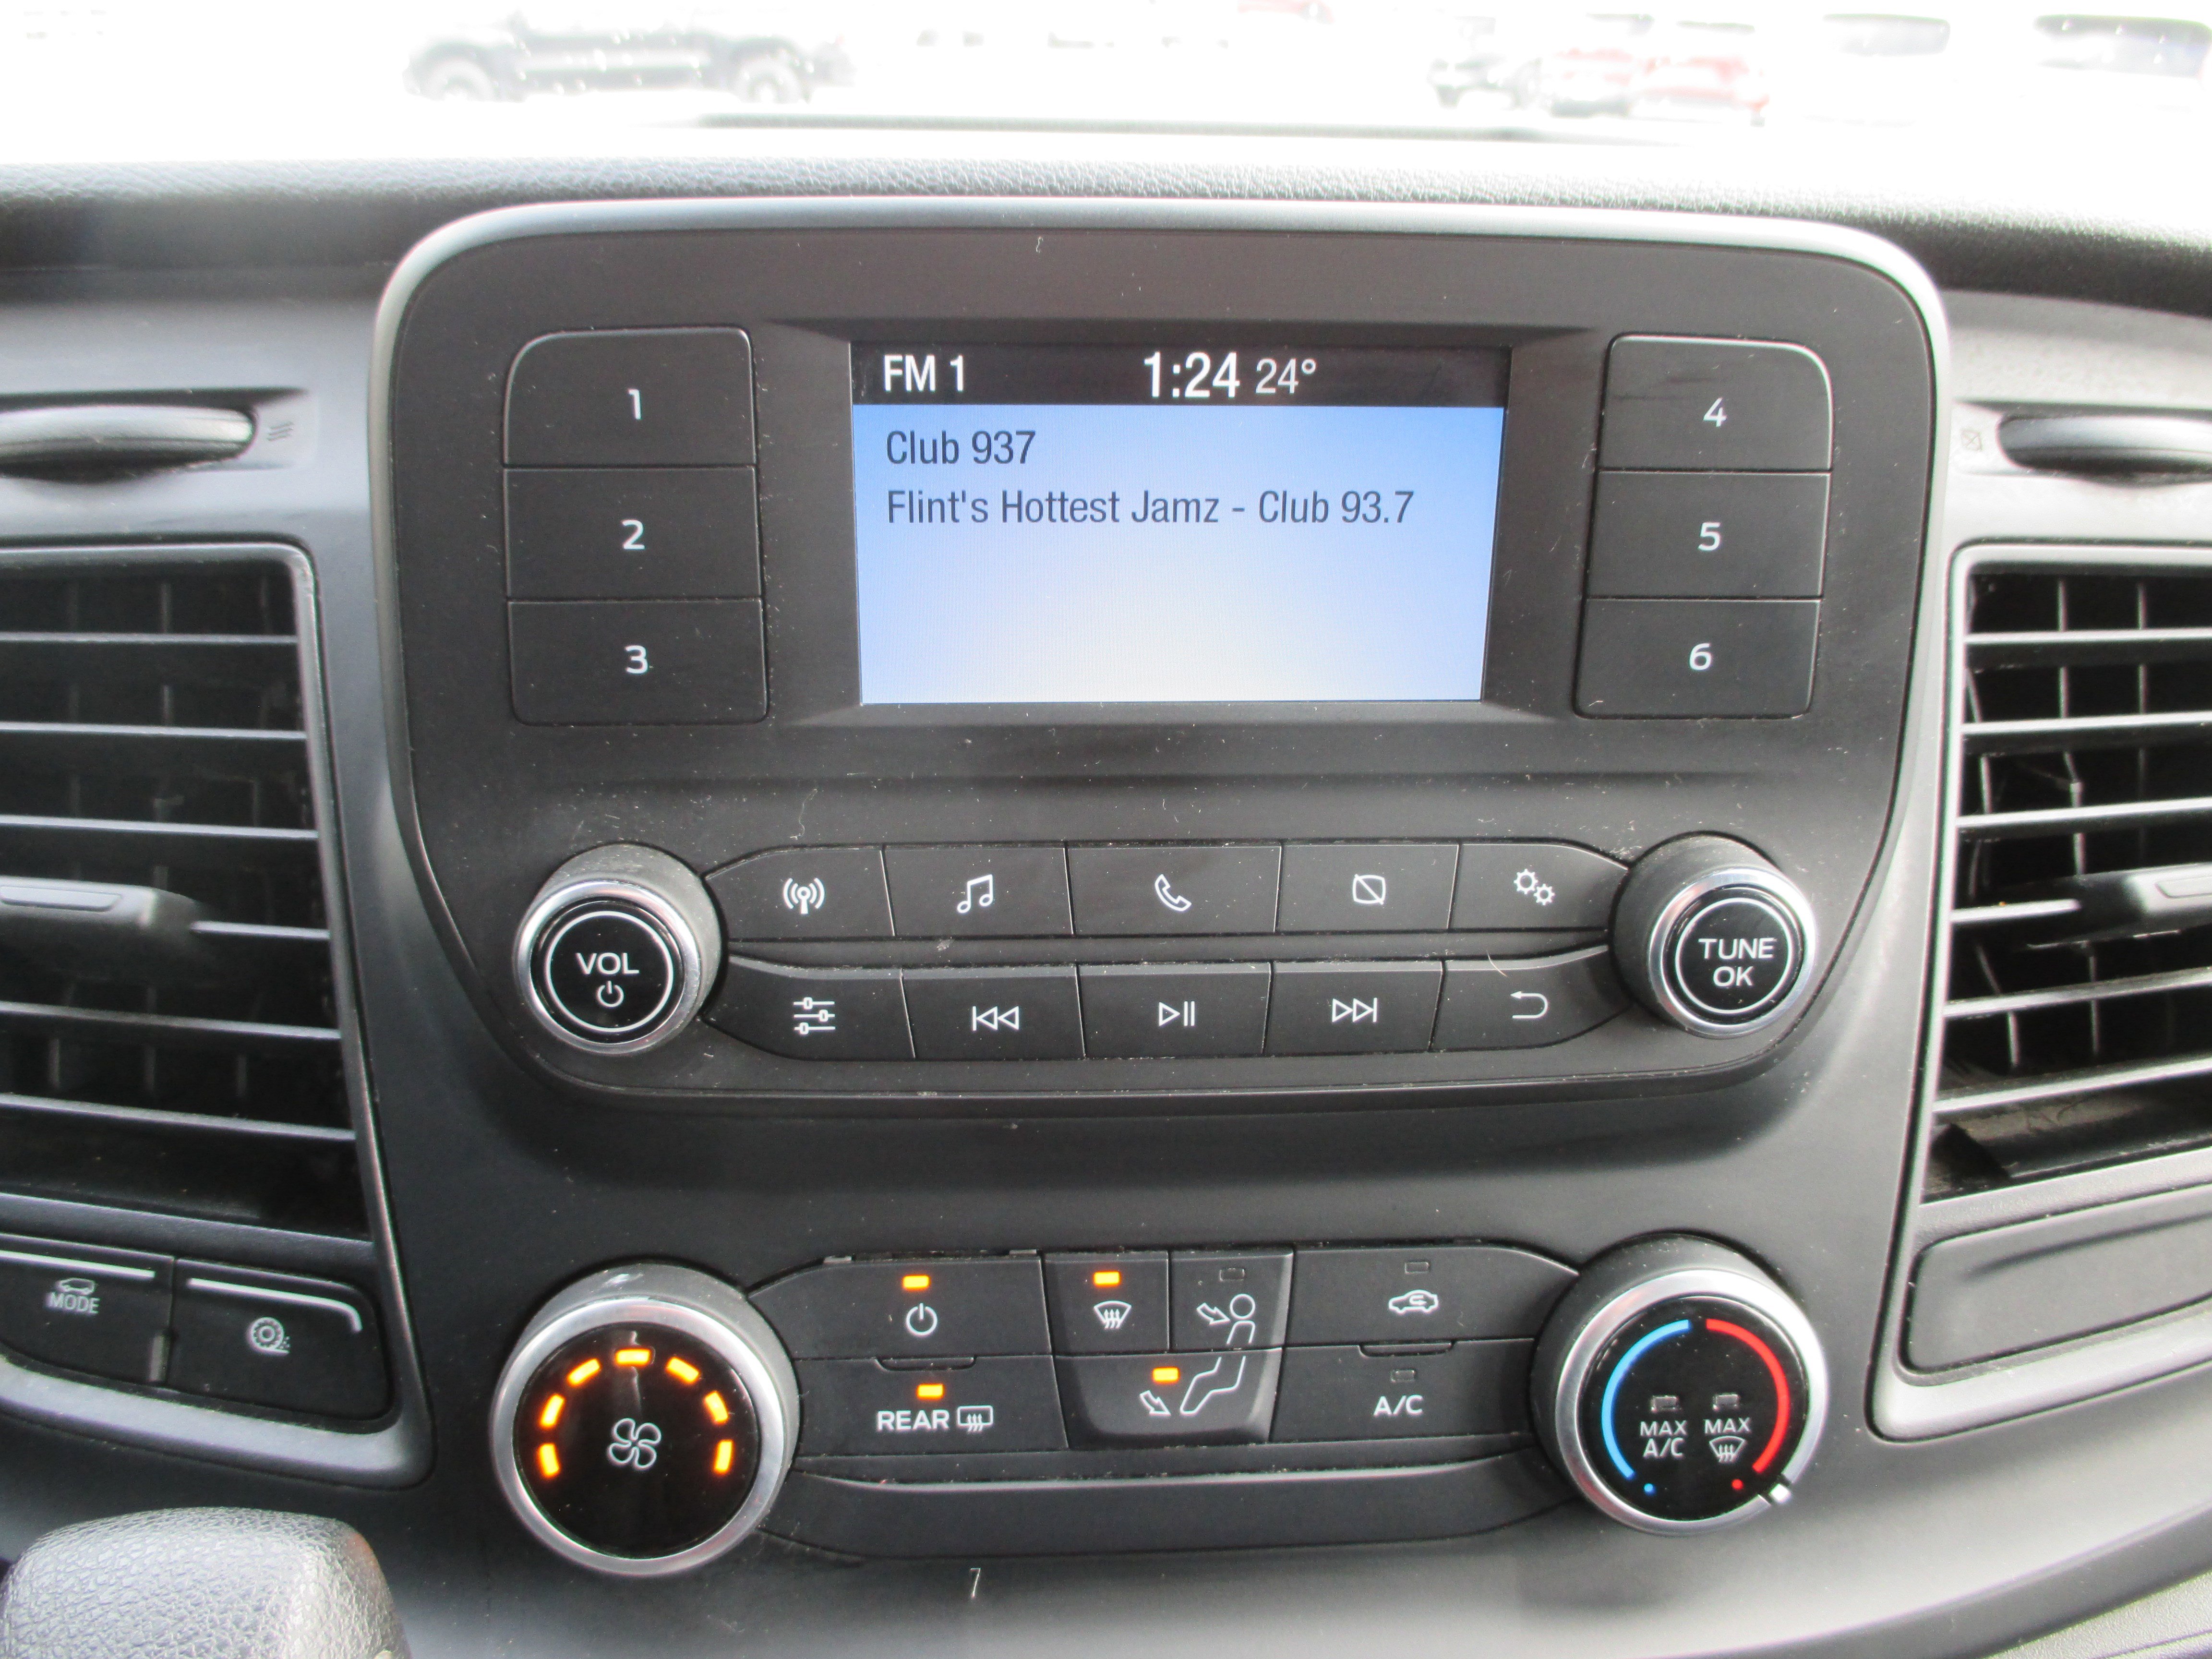 FM 1 1:24 24°
Club 937
Flint's Hottest Jamz - Club 93.7
1
2
3
4
5
6
VOL
TUNE
OK
MODE
REAR
A/C
MAX
A/C
MAX